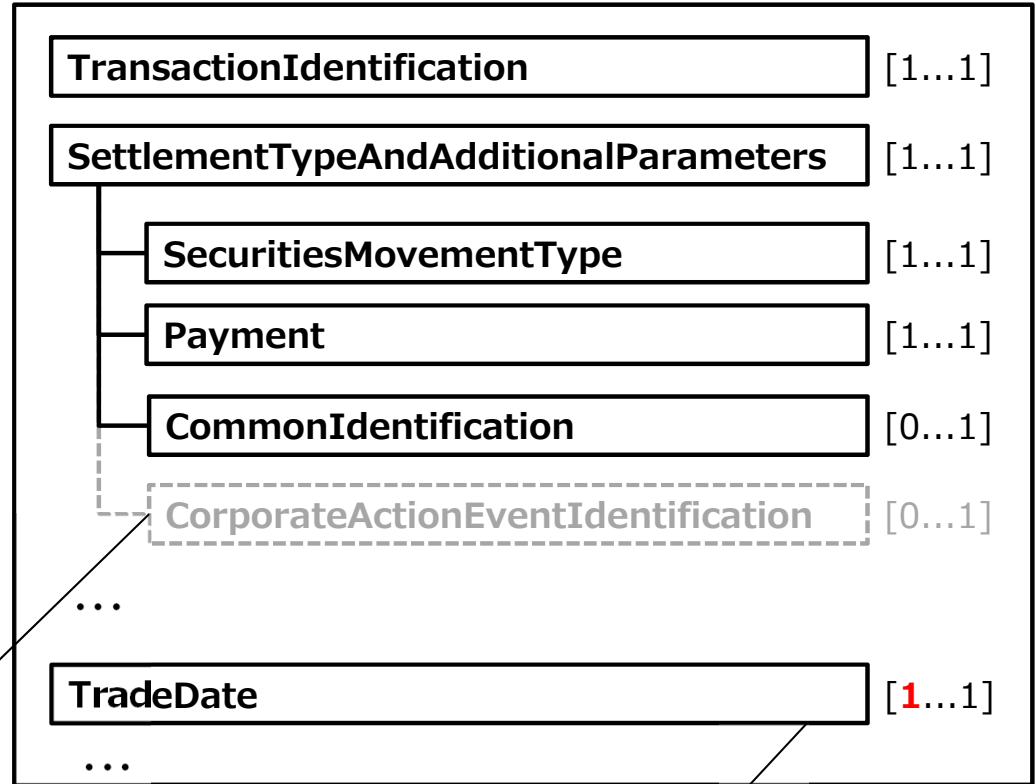 TransactionIdentification [1...1]
SettlementTypeAndAdditionalParameters [1...1]
SecuritiesMovementType [1...1]
Payment [1...1]
CommonIdentification [0...1]
CorporateActionEventIdentification [0...1]
...
TradeDate [1...1]
...